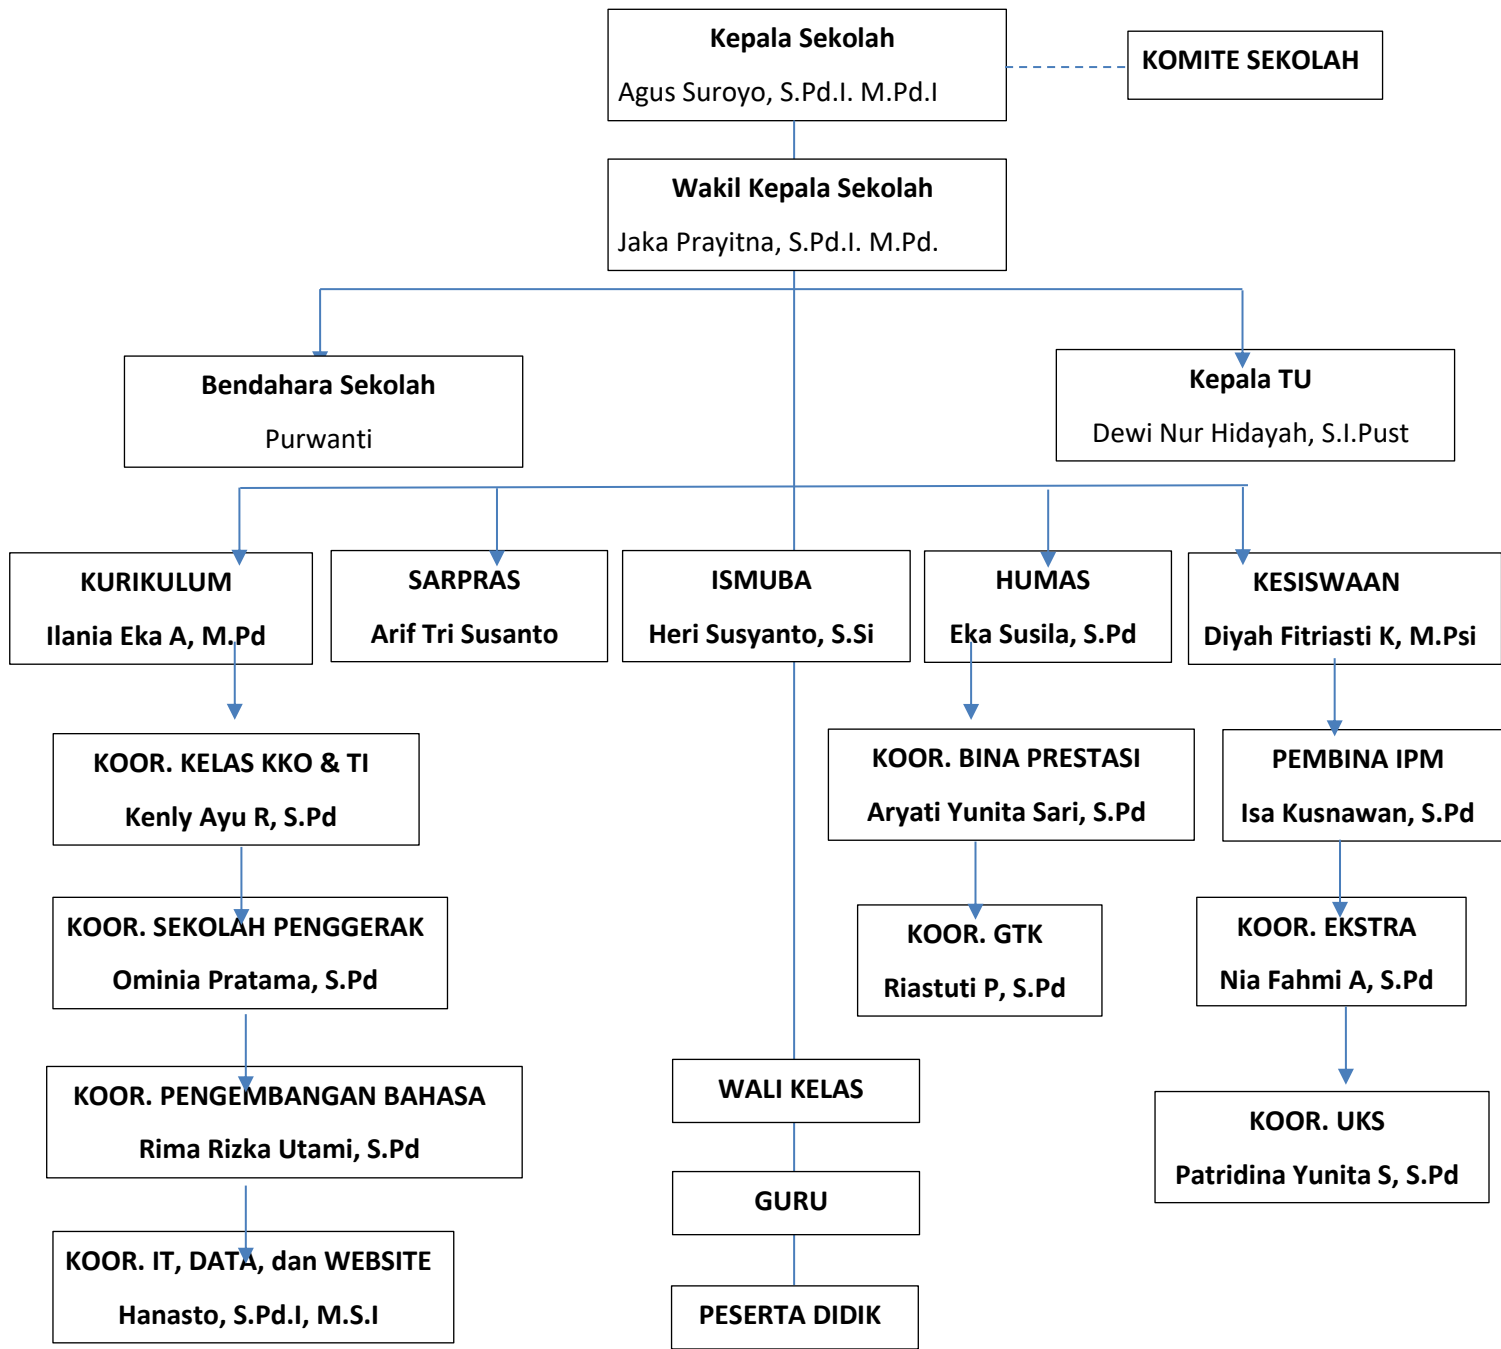 Kepala Sekolah
Agus Suroyo, S.Pd.I. M.Pd.I
KOMITE SEKOLAH
Wakil Kepala Sekolah
Jaka Prayitna, S.Pd.I. M.Pd.
Bendahara Sekolah
Purwanti
Kepala TU
Dewi Nur Hidayah, S.I.Pust
KURIKULUM
Ilania Eka A, M.Pd
SARPRAS
Arif Tri Susanto
ISMUBA
Heri Susyanto, S.Si
HUMAS
Eka Susila, S.Pd
KESISWAAN
Diyah Fitriasti K, M.Psi
KOOR. KELAS KKO & TI
Kenly Ayu R, S.Pd
KOOR. BINA PRESTASI
Aryati Yunita Sari, S.Pd
PEMBINA IPM
Isa Kusnawan, S.Pd
KOOR. SEKOLAH PENGGERAK
Ominia Pratama, S.Pd
KOOR. GTK
Riastuti P, S.Pd
KOOR. EKSTRA
Nia Fahmi A, S.Pd
KOOR. PENGEMBANGAN BAHASA
Rima Rizka Utami, S.Pd
WALI KELAS
KOOR. UKS
Patridina Yunita S, S.Pd
GURU
KOOR. IT, DATA, dan WEBSITE
Hanasto, S.Pd.I, M.S.I
PESERTA DIDIK